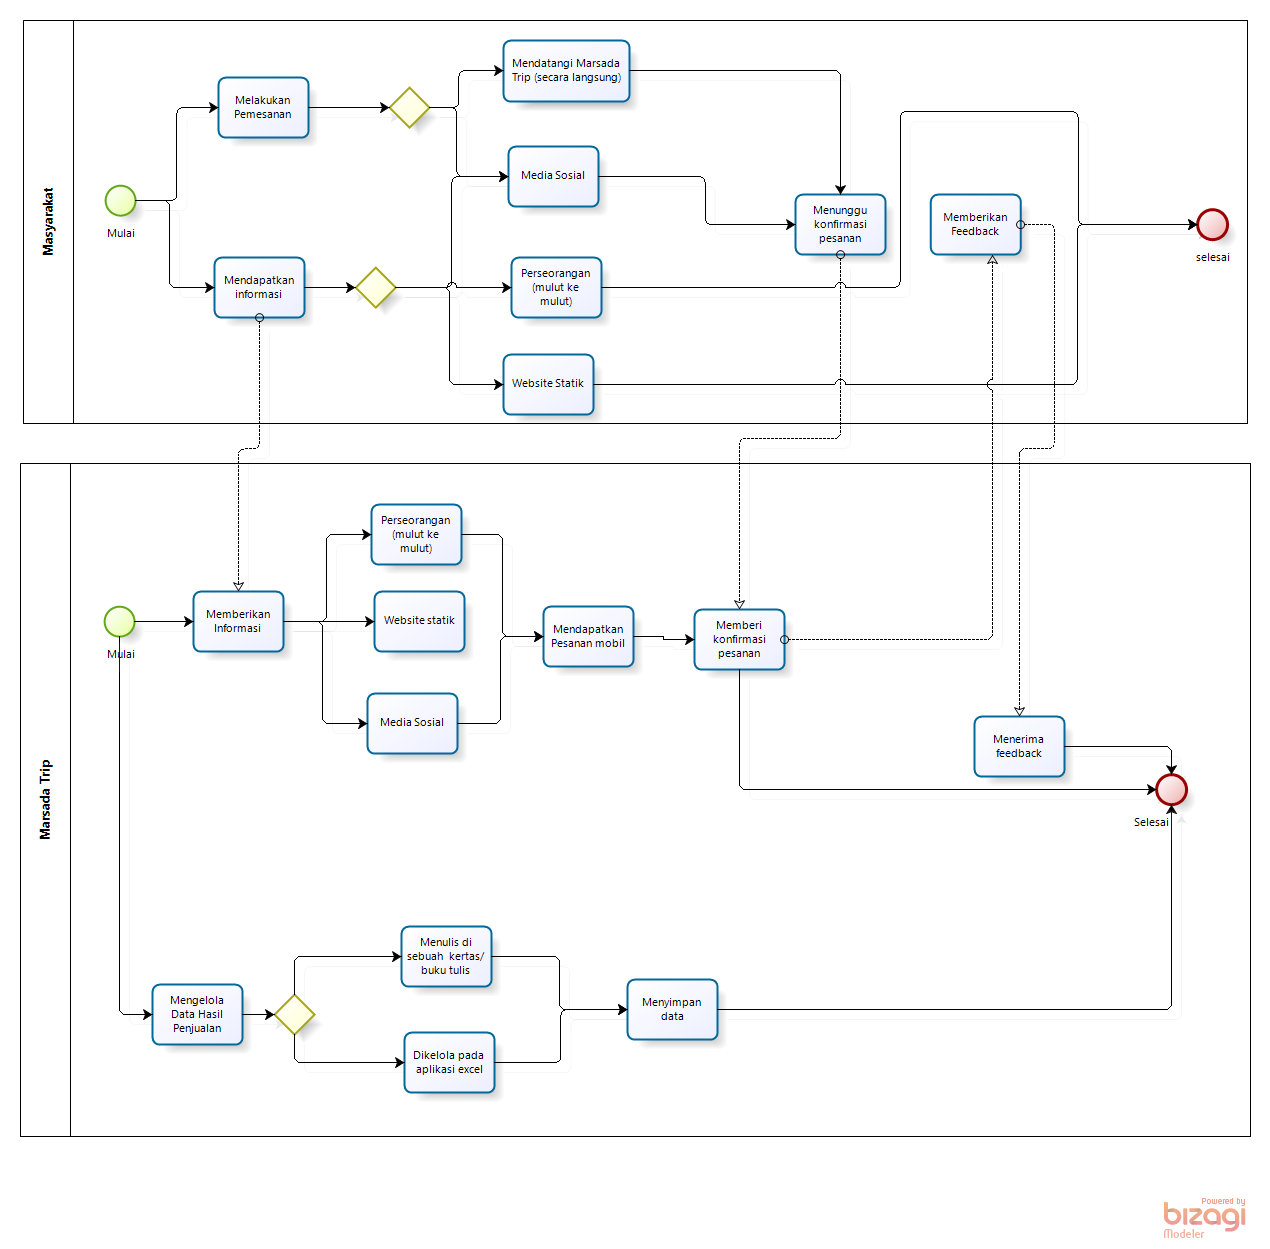 Masyarakat
Mulai
Melakukan
Pemesanan
Mendapatkan
informasi
Mendatangi Marsada
Trip (secara langsung)
Media Sosial
Perseorangan
(mulut ke
mulut)
Website Statik
Menunggu
konfirmasi
pesanan
Memberikan
Feedback
selesai
Marsada Trip
Mulai
Memberikan
Informasi
Perseorangan
(mulut ke
mulut)
Website statik
Media Sosial
Mendapatkan
Pesanan mobil
Memberi
konfirmasi
pesanan
Menerima
feedback
Selesai
Mengelola
Data Hasil
Penjualan
Menulis di
sebuah kertas/
buku tulis
Dikelola pada
aplikasi excel
Menyimpan
data
Powered by
bizagi
Modeler